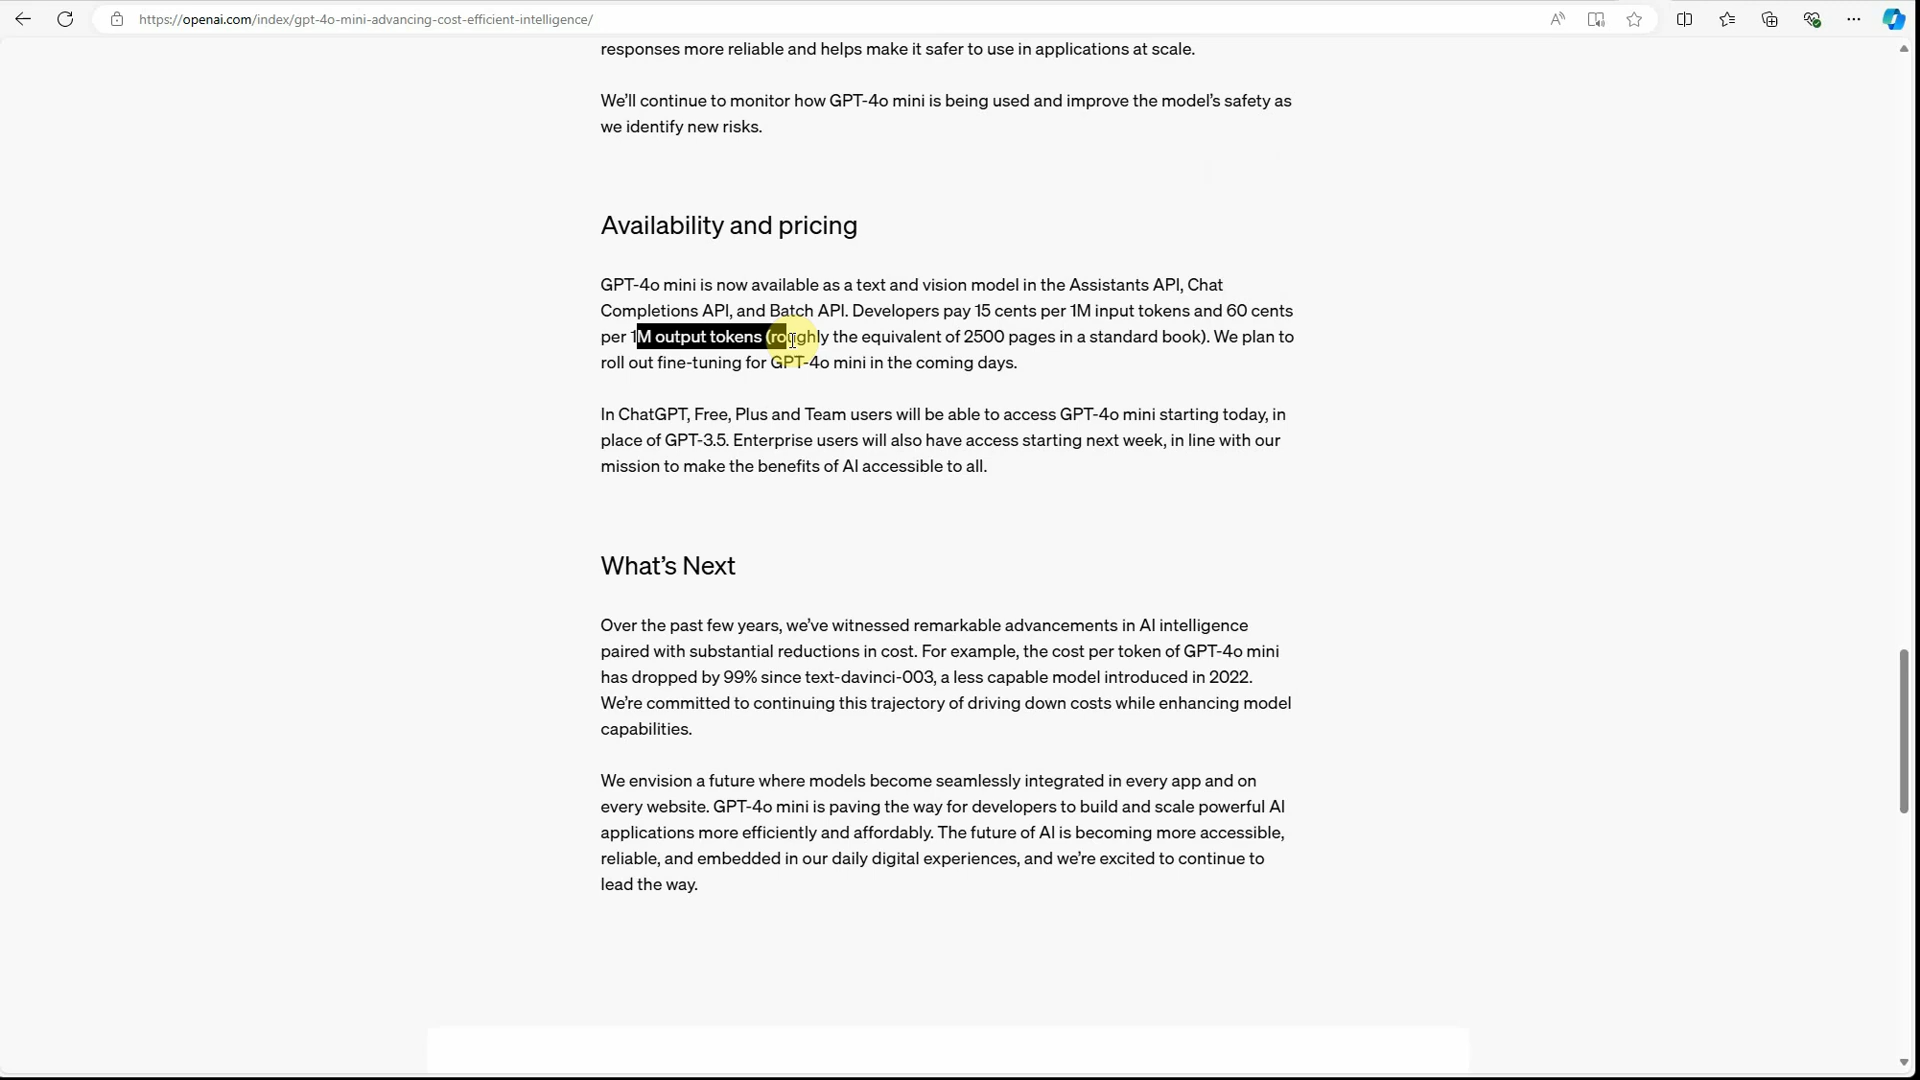 https://openai.com/index/gpt-4o-mini-advancing-cost-efficient-intelligence/
responses more reliable and helps make it safer to use in applications at scale.
We’ll continue to monitor how GPT-4o mini is being used and improve the model’s safety as
we identify new risks.
Availability and pricing
GPT-4o mini is now available as a text and vision model in the Assistants API, Chat
Completions API, and Batch API. Developers pay 15 cents per 1M input tokens and 60 cents
per 1M output tokens (roughly the equivalent of 2500 pages in a standard book). We plan to
roll out fine-tuning for GPT-4o mini in the coming days.
In ChatGPT, Free, Plus and Team users will be able to access GPT-4o mini starting today, in
place of GPT-3.5. Enterprise users will also have access starting next week, in line with our
mission to make the benefits of AI accessible to all.
What’s Next
Over the past few years, we’ve witnessed remarkable advancements in AI intelligence
paired with substantial reductions in cost. For example, the cost per token of GPT-4o mini
has dropped by 99% since text-davinci-003, a less capable model introduced in 2022.
We’re committed to continuing this trajectory of driving down costs while enhancing model
capabilities.
We envision a future where models become seamlessly integrated in every app and on
every website. GPT-4o mini is paving the way for developers to build and scale powerful AI
applications more efficiently and affordably. The future of AI is becoming more accessible,
reliable, and embedded in our daily digital experiences, and we’re excited to continue to
lead the way.